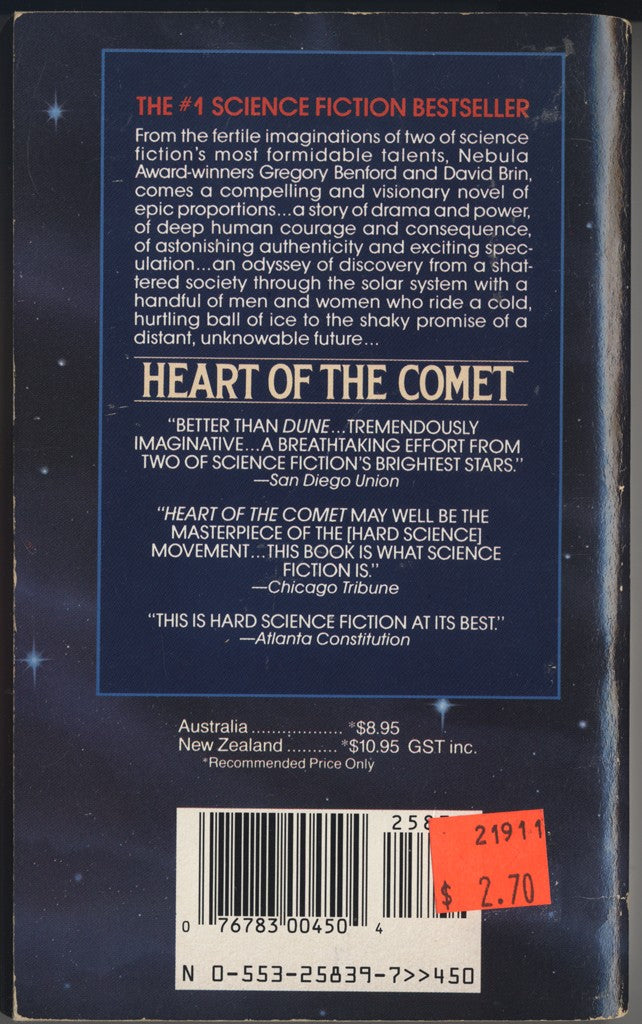 THE #1 SCIENCE FICTION BESTSELLER
From the fertile imaginations of two of science
fiction's most formidable talents, Nebula
Award-winners Gregory Benford and David Brin,
comes a compelling and visionary novel of
epic proportions...a story of drama and power,
of deep human courage and consequence,
of astonishing authenticity and exciting spec-
ulation...an odyssey of discovery from a shat-
tered society through the solar system with a
handful of men and women who ride a cold,
hurtling ball of ice to the shaky promise of a
distant, unknowable future...
HEART OF THE COMET
"BETTER THAN DUNE...TREMENDOUSLY
IMAGINATIVE...A BREATHTAKING EFFORT FROM
TWO OF SCIENCE FICTION'S BRIGHTEST STARS."
—San Diego Union
"HEART OF THE COMET MAY WELL BE THE
MASTERPIECE OF THE [HARD SCIENCE]
MOVEMENT...THIS BOOK IS WHAT SCIENCE
FICTION IS."
—Chicago Tribune
"THIS IS HARD SCIENCE FICTION AT ITS BEST."
—Atlanta Constitution
Australia .................. *$8.95
New Zealand .......... *$10.95 GST inc.
*Recommended Price Only
258
21911
$ 2.70
0 76783 00450 4
N 0-553-25839-7>>450